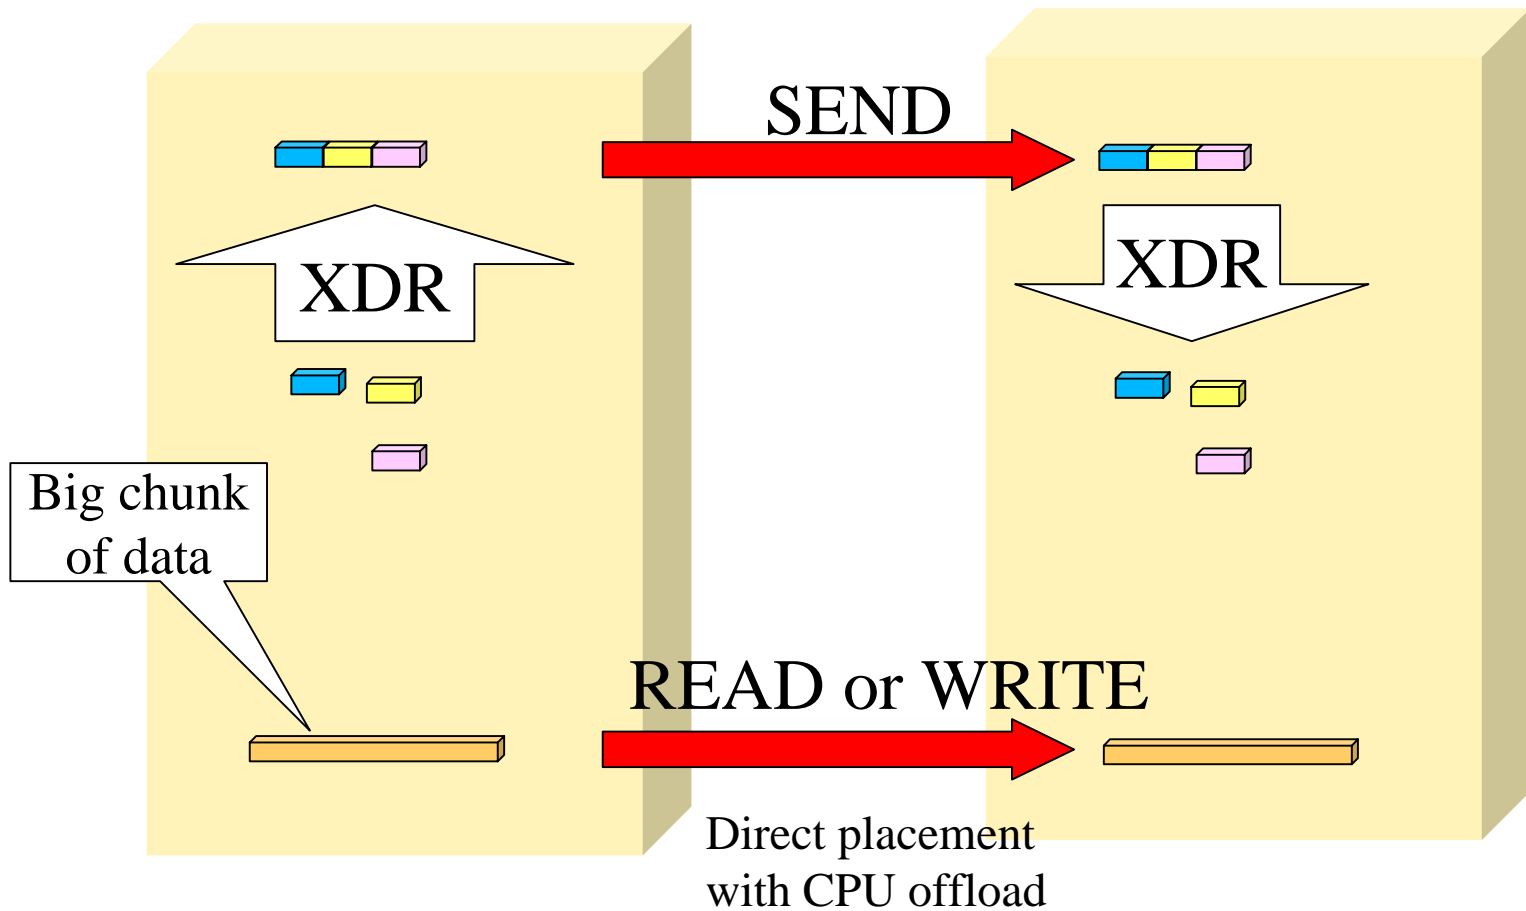 SEND
XDR
XDR
Big chunk
of data
READ or WRITE
Direct placement
with CPU offload